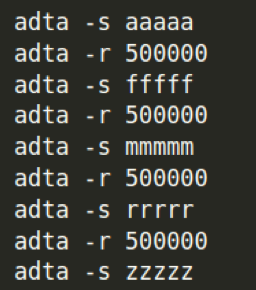 adta -s aaaaa
adta -r 500000
adta -s fffff
adta -r 500000
adta -s mmmmm
adta -r 500000
adta -s rrrrr
adta -r 500000
adta -s zzzzz